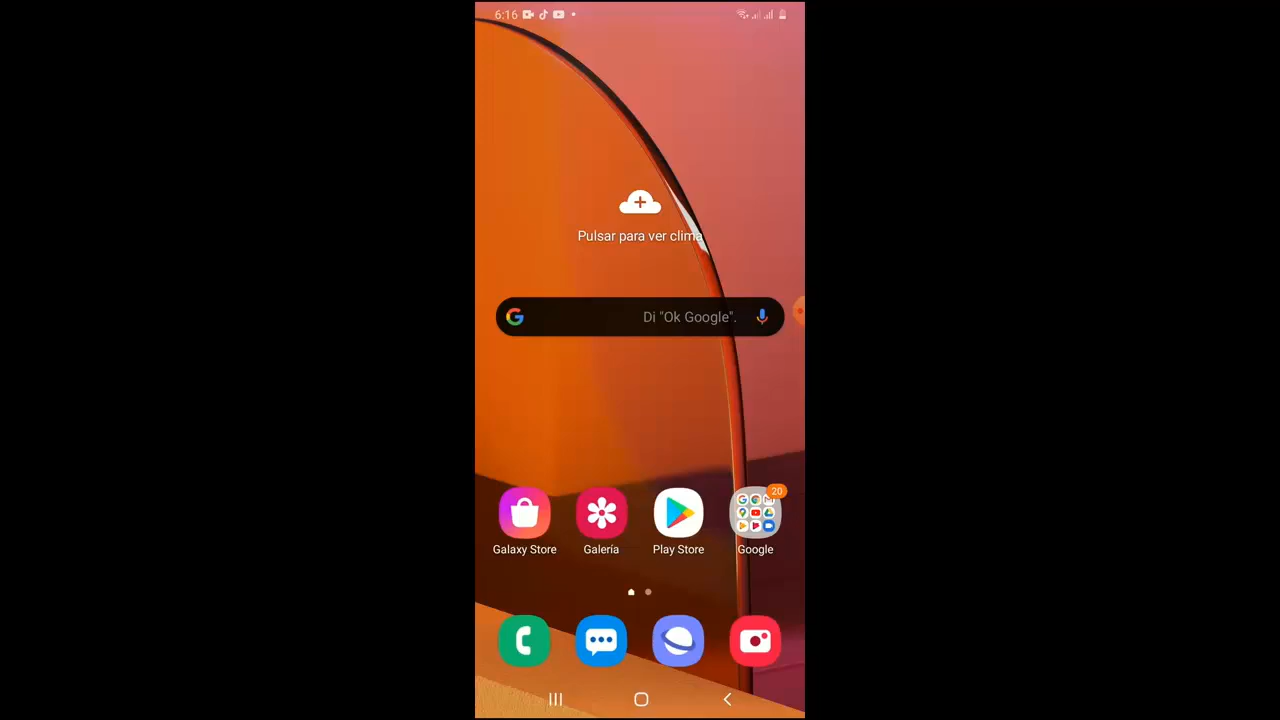 6:16
Pulsar para ver clima
Di "Ok Google".
20
Galaxy Store
Galería
Play Store
Google